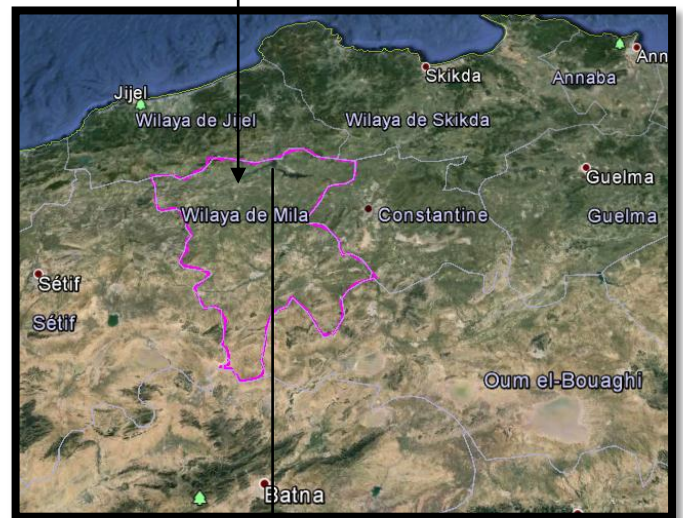 Skikda
Ann
Annaba
Jijel
Wilaya de Jijel
Wilaya de Skikda
Guelma
Wilaya de Mila
Constantine
Guelma
Sétif
Sétif
Oum el-Bouaghi
Batna